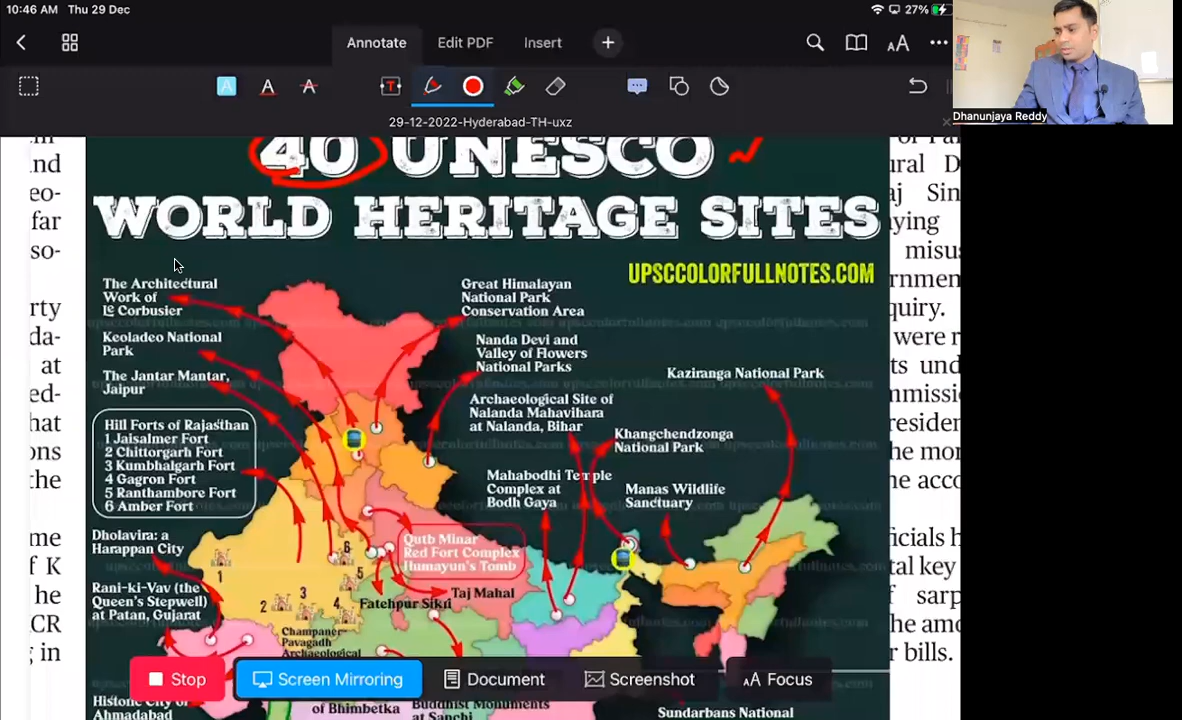 10:46 AM Thu 29 Dec
27%
Annotate
Edit PDF
Insert
29-12-2022-Hyderabad-TH-uxz
Dhanunjaya Reddy
40 UNESCO
WORLD HERITAGE SITES
UPSCCOLORFULLNOTES.COM
The Architectural
Work of
Le Corbusier
Keoladeo National
Park
The Jantar Mantar,
Jaipur
Hill Forts of Rajasthan
1 Jaisalmer Fort
2 Chittorgarh Fort
3 Kumbhalgarh Fort
4 Gagron Fort
5 Ranthambore Fort
6 Amber Fort
Dholavira: a
Harappan City
Rani-ki-Vav (the
Queen's Stepwell)
at Patan, Gujarat
Historic City of
Ahmadabad
Great Himalayan
National Park
Conservation Area
Nanda Devi and
Valley of Flowers
National Parks
Archaeological Site of
Nalanda Mahavihara
at Nalanda, Bihar
Mahabodhi Temple
Complex at
Bodh Gaya
Kaziranga National Park
Khangchendzonga
National Park
Manas Wildlife
Sanctuary
Qutb Minar
Red Fort Complex
Humayun's Tomb
Taj Mahal
Fatehpur Sikri
1
2
3
4
5
6
Champaner-
Pavagadh
Archaeological
of Bhimbetka
Buddhist Monuments
at Sanchi
Sundarbans National
Stop
Screen Mirroring
Document
Screenshot
Focus